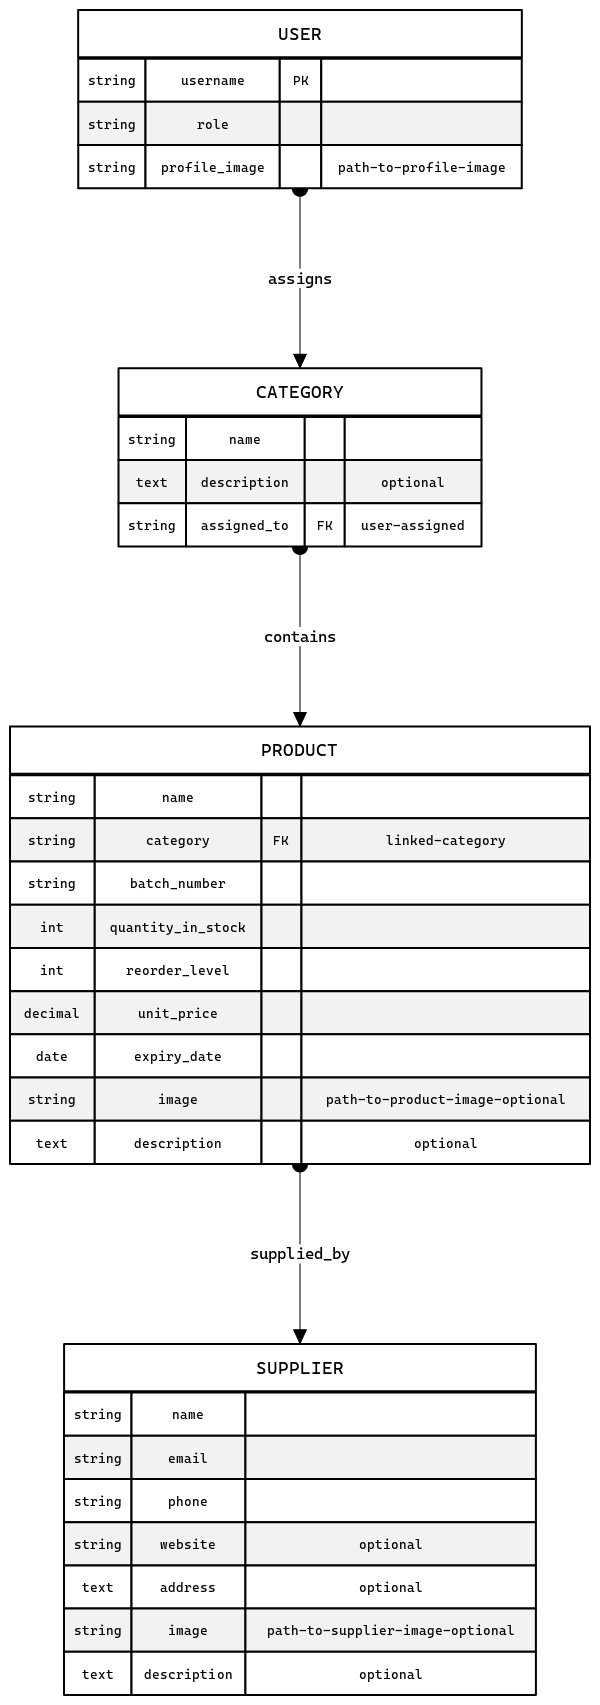 USER
string username PK
string role
string profile_image path-to-profile-image
assigns
CATEGORY
string name
text description optional
string assigned_to FK user-assigned
contains
PRODUCT
string name
string category FK linked-category
string batch_number
int quantity_in_stock
int reorder_level
decimal unit_price
date expiry_date
string image path-to-product-image-optional
text description optional
supplied_by
SUPPLIER
string name
string email
string phone
string website optional
text address optional
string image path-to-supplier-image-optional
text description optional